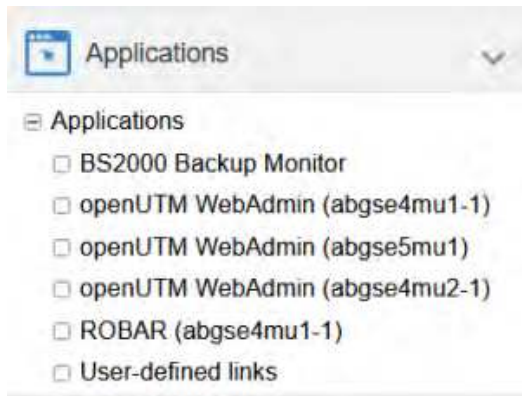 Applications
Applications
BS2000 Backup Monitor
openUTM WebAdmin (abgse4mu1-1)
openUTM WebAdmin (abgse5mu1)
openUTM WebAdmin (abgse4mu2-1)
ROBAR (abgse4mu1-1)
User-defined links